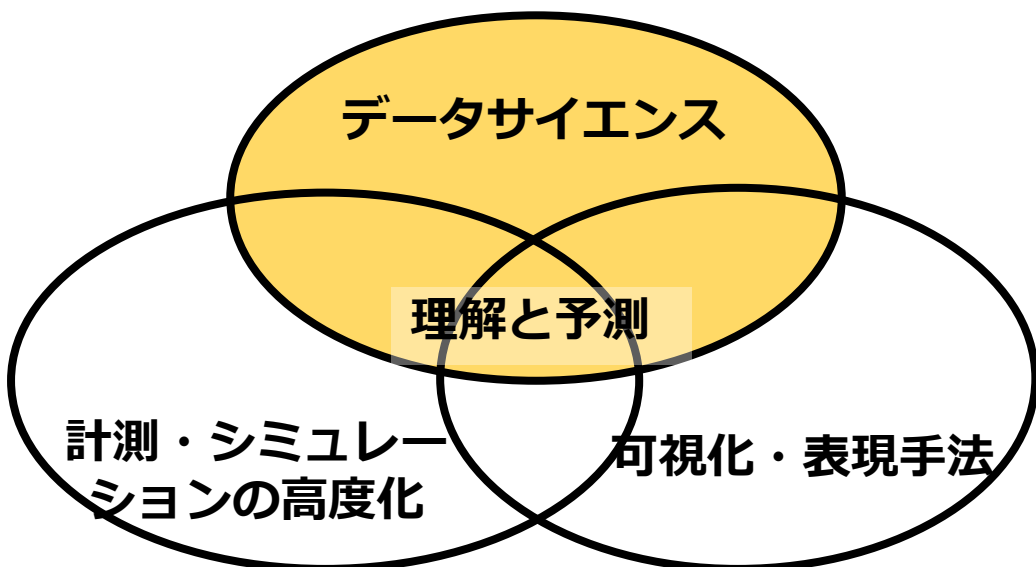 データサイエンス
理解と予測
計測・シミュレー
ションの高度化
可視化・表現手法